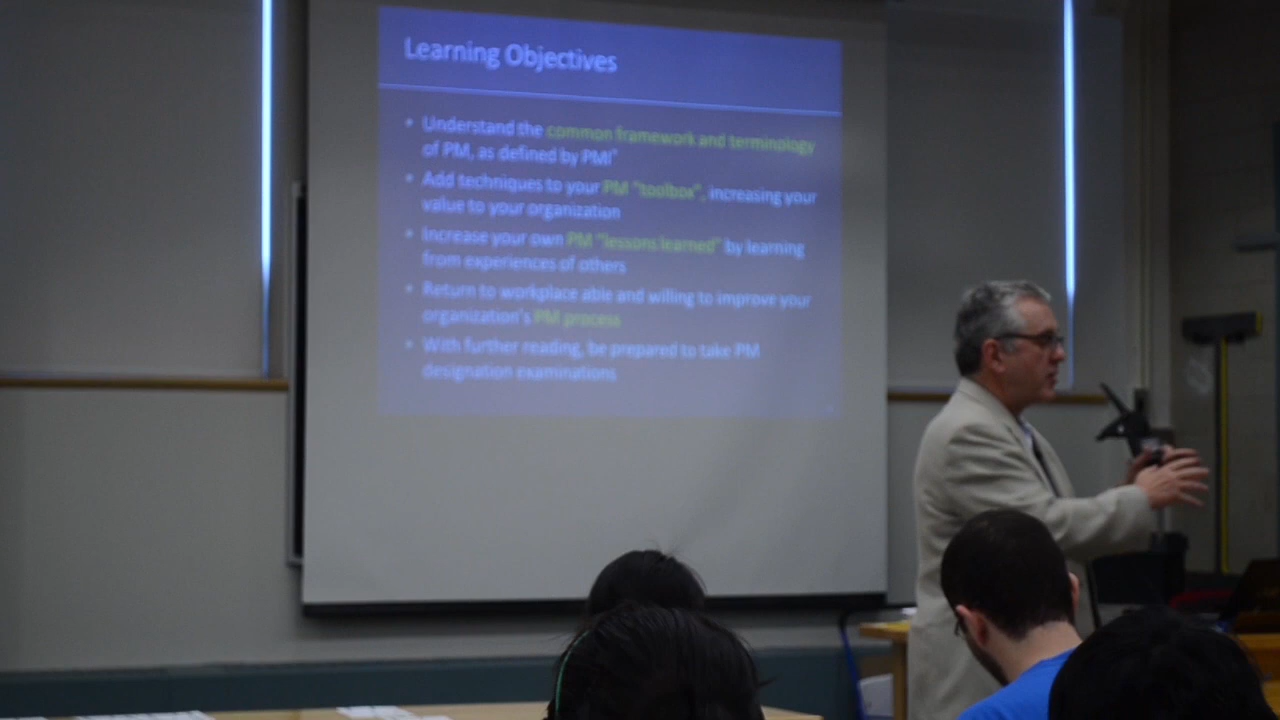 Learning Objectives
• Understand the common framework and terminology
of PM, as defined by PMI®
• Add techniques to your PM "toolbox", increasing your
value to your organization
• Increase your own PM "lessons learned" by learning
from experiences of others
• Return to workplace able and willing to improve your
organization's PM process
• With further reading, be prepared to take PM
designation examinations